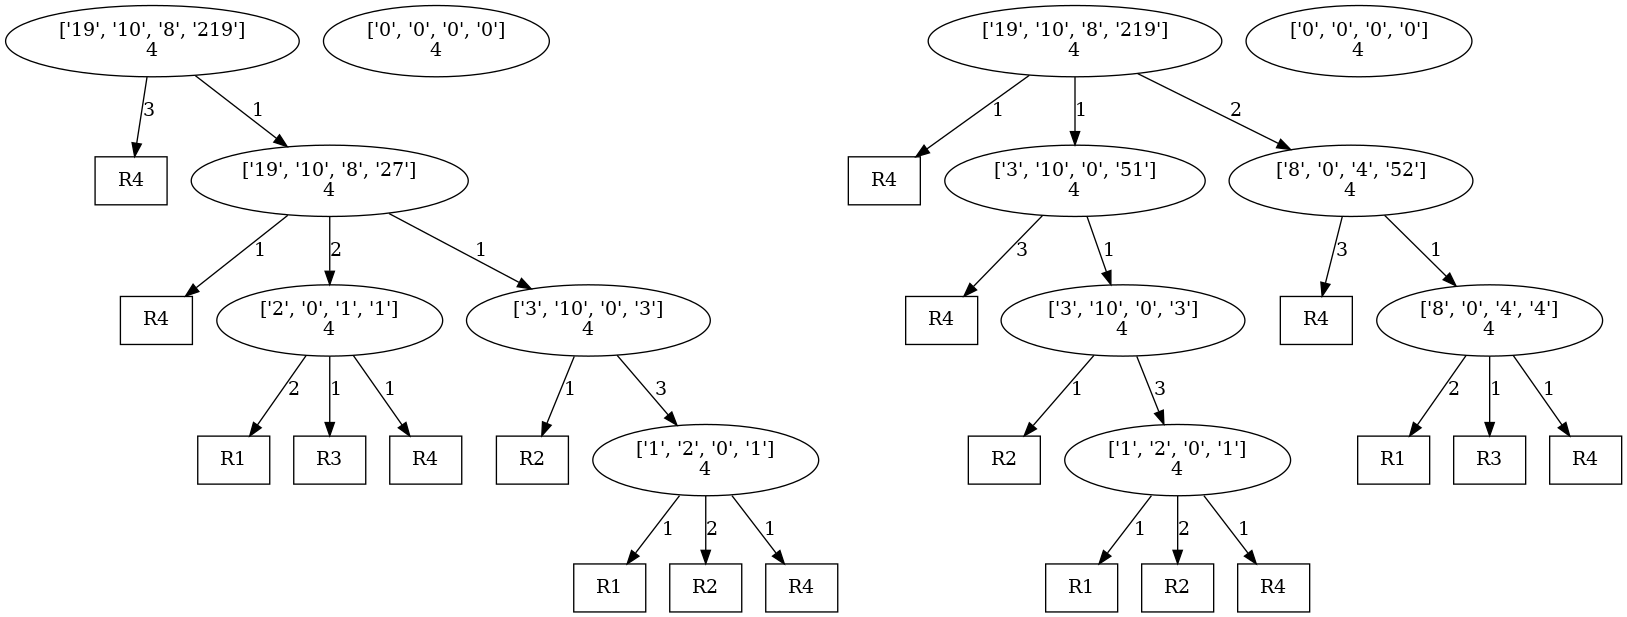 ['19', '10', '8', '219']
4
['0', '0', '0', '0']
4
['19', '10', '8', '219']
4
['0', '0', '0', '0']
4
3
1
1
1
2
R4
['19', '10', '8', '27']
4
R4
['3', '10', '0', '51']
4
['8', '0', '4', '52']
4
1
2
1
3
1
3
1
R4
['2', '0', '1', '1']
4
['3', '10', '0', '3']
4
R4
['3', '10', '0', '3']
4
R4
['8', '0', '4', '4']
4
2
1
1
1
3
1
3
2
1
1
R1
R3
R4
R2
['1', '2', '0', '1']
4
R2
['1', '2', '0', '1']
4
R1
R3
R4
1
2
1
1
2
1
R1
R2
R4
R1
R2
R4